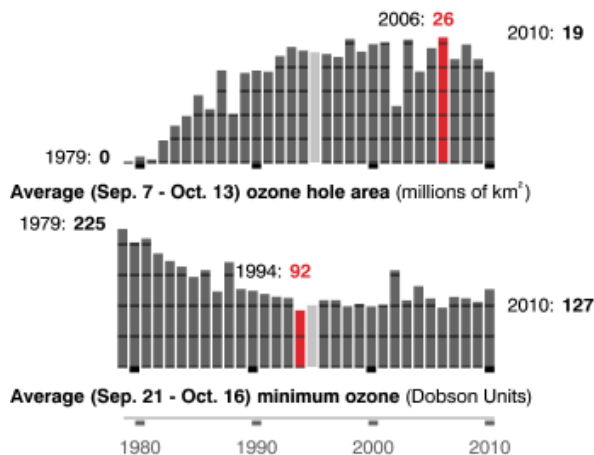 2006: 26
2010: 19
1979: 0
Average (Sep. 7 - Oct. 13) ozone hole area (millions of km²)
1979: 225
1994: 92
2010: 127
Average (Sep. 21 - Oct. 16) minimum ozone (Dobson Units)
1980 1990 2000 2010